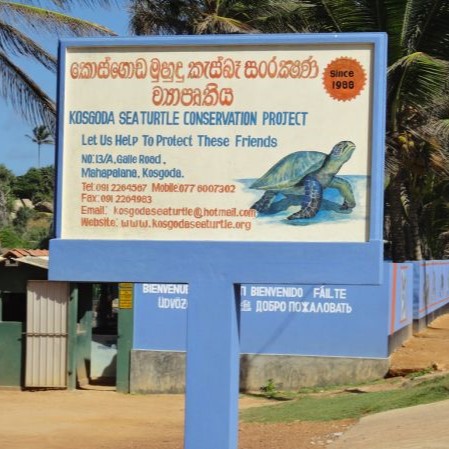 කොස්ගොඩ මුහුදු කැස්බෑ සංරක්ෂණ
ව්‍යාපෘතිය
Since
1988
KOSGODA SEA TURTLE CONSERVATION PROJECT
Let Us Help To Protect These Friends
NO:13/A, Galle Road,
Mahapalana, Kosgoda.
Tel: 091 2264567 Mobile: 077 6007302
Fax: 091 2264983
Email: kosgodaseaturtle@hotmail.com
Website: www.kosgodaseaturtle.org
BIENVENU
BIENVENIDO FÁILTE
ÜDVÖZ
ДОБРО ПОЖАЛОВАТЬ